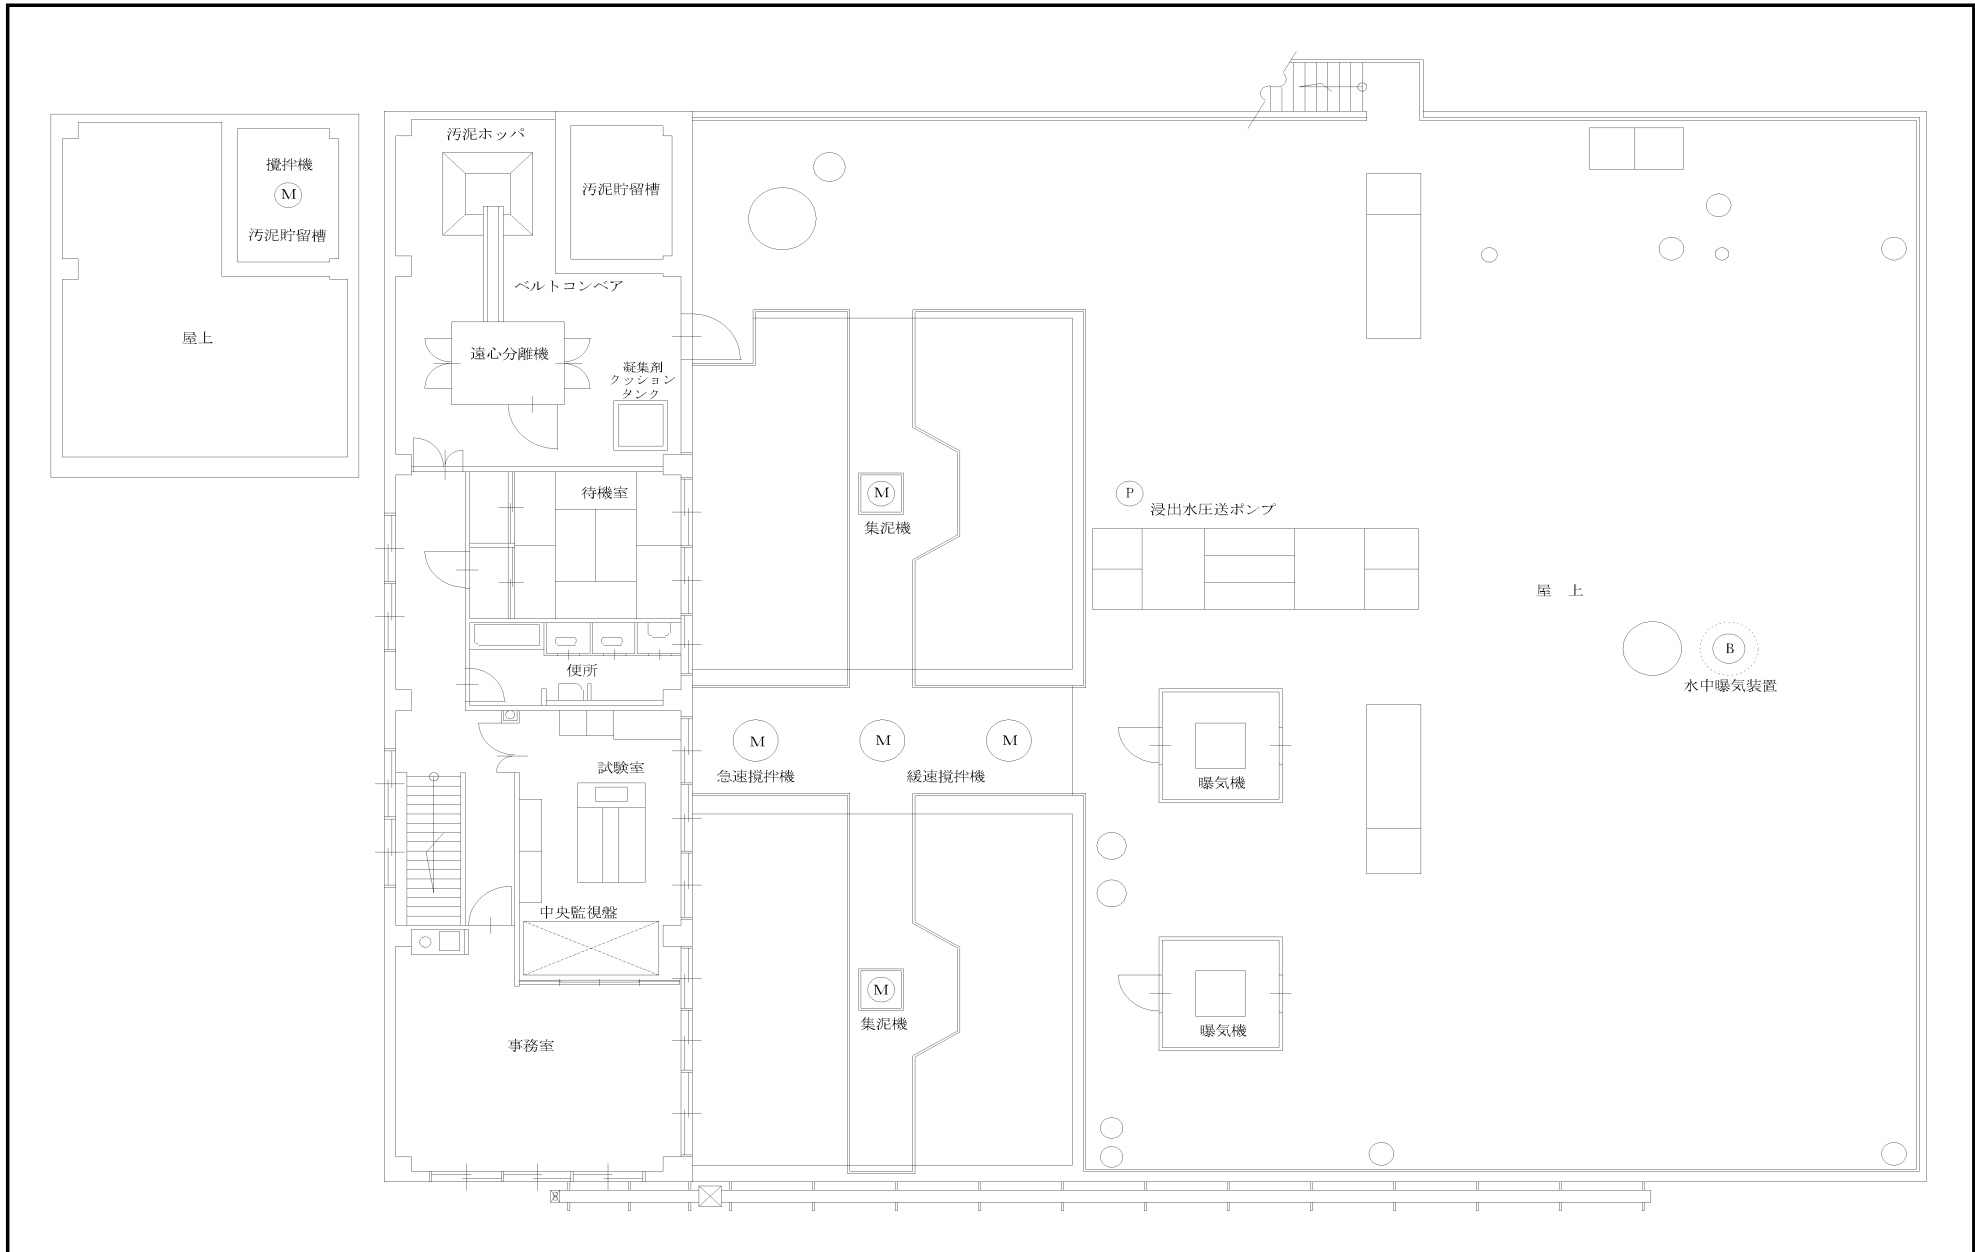 攪拌機
M
汚泥貯留槽
屋上
汚泥ホッパ
汚泥貯留槽
ベルトコンベア
遠心分離機
凝集剤
クッション
タンク
待機室
便所
試験室
中央監視盤
事務室
M
集泥機
M
M
M
急速攪拌機
緩速攪拌機
M
集泥機
P
浸出水圧送ポンプ
屋 上
B
水中曝気装置
曝気機
曝気機